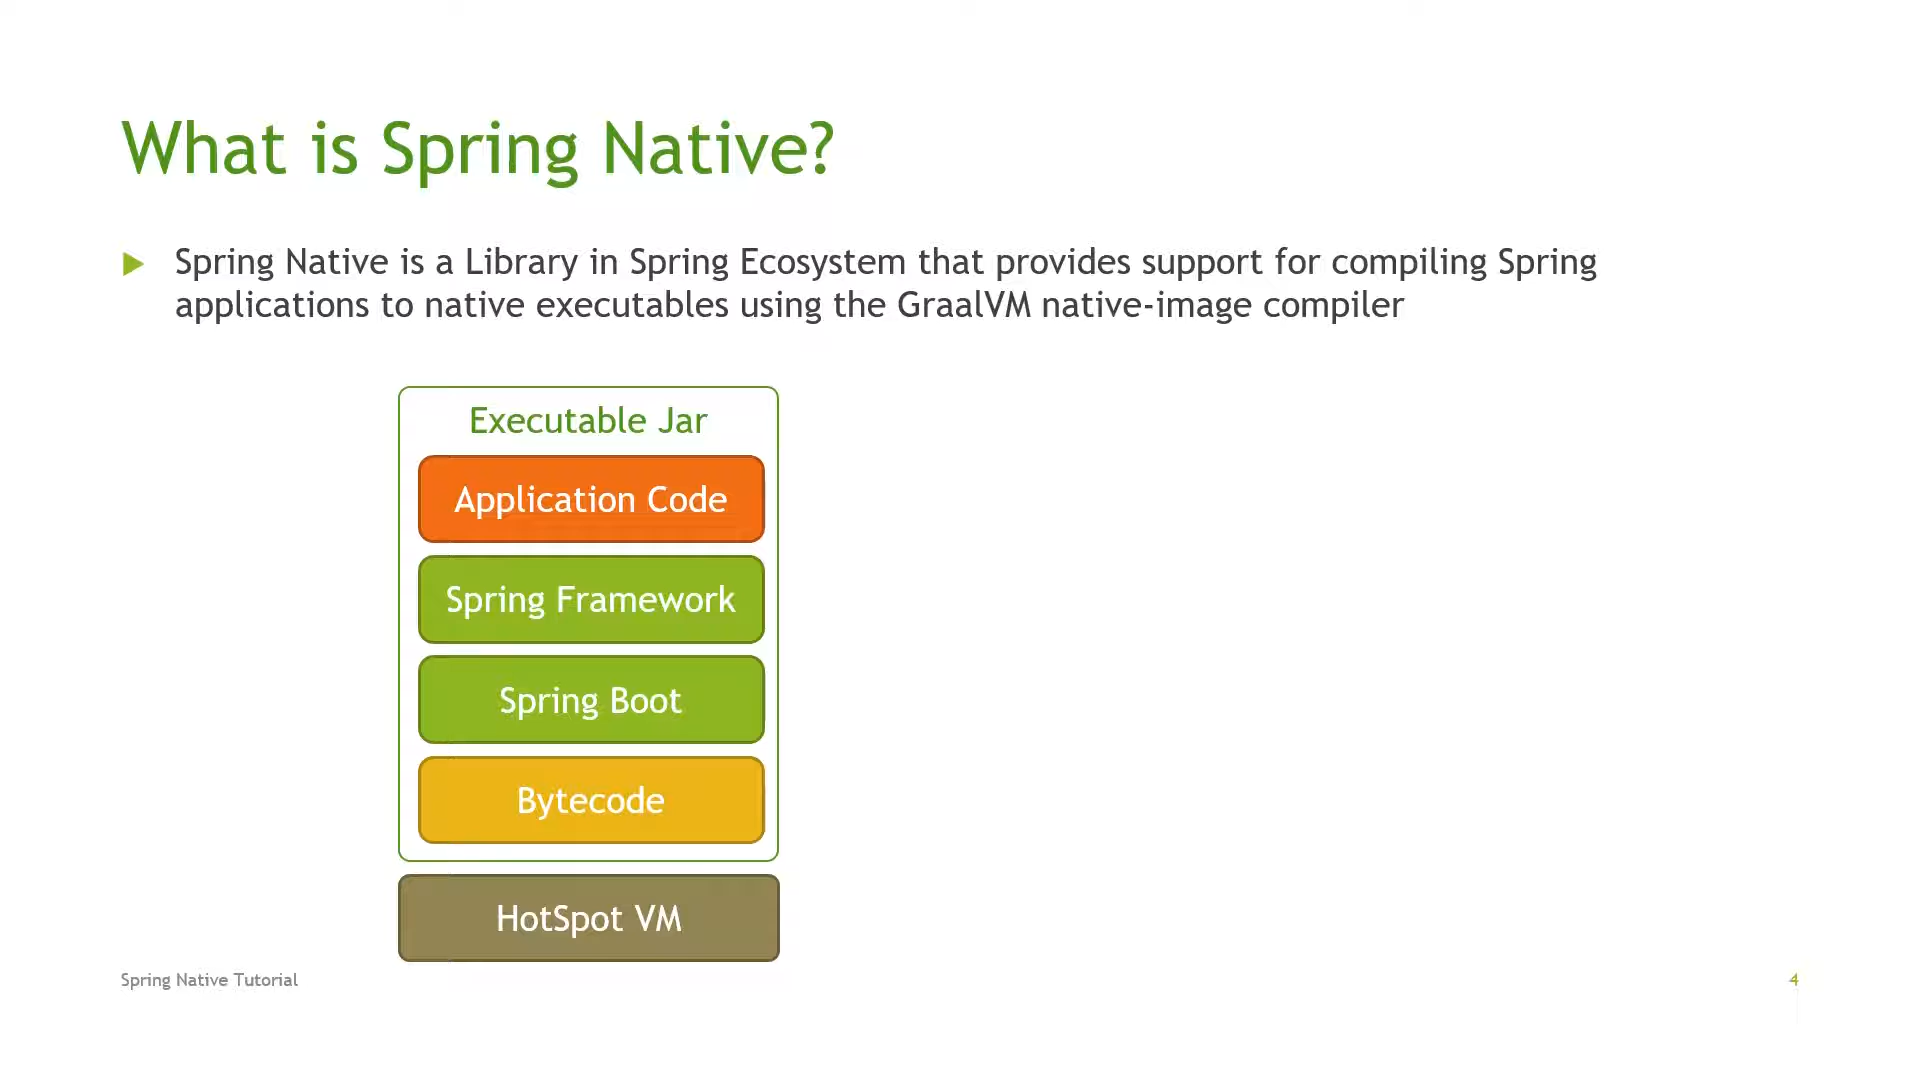 What is Spring Native?
Spring Native is a Library in Spring Ecosystem that provides support for compiling Spring
applications to native executables using the GraalVM native-image compiler
Executable Jar
Application Code
Spring Framework
Spring Boot
Bytecode
HotSpot VM
Spring Native Tutorial
4